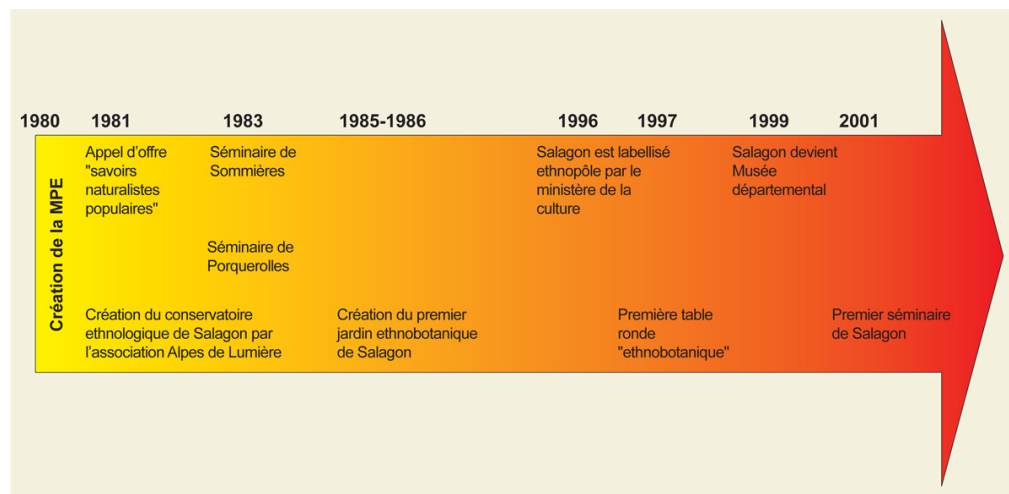 1980
1981
1983
1985-1986
1996
1997
1999
2001
Création de la MPE
Appel d'offre
"savoirs
naturalistes
populaires"
Séminaire de
Sommières
Salagon est labellisé
ethnopôle par le
ministère de la
culture
Salagon devient
Musée
départemental
Séminaire de
Porquerolles
Création du conservatoire
ethnologique de Salagon par
l'association Alpes de Lumière
Création du premier
jardin ethnobotanique
de Salagon
Première table
ronde
"ethnobotanique"
Premier séminaire
de Salagon